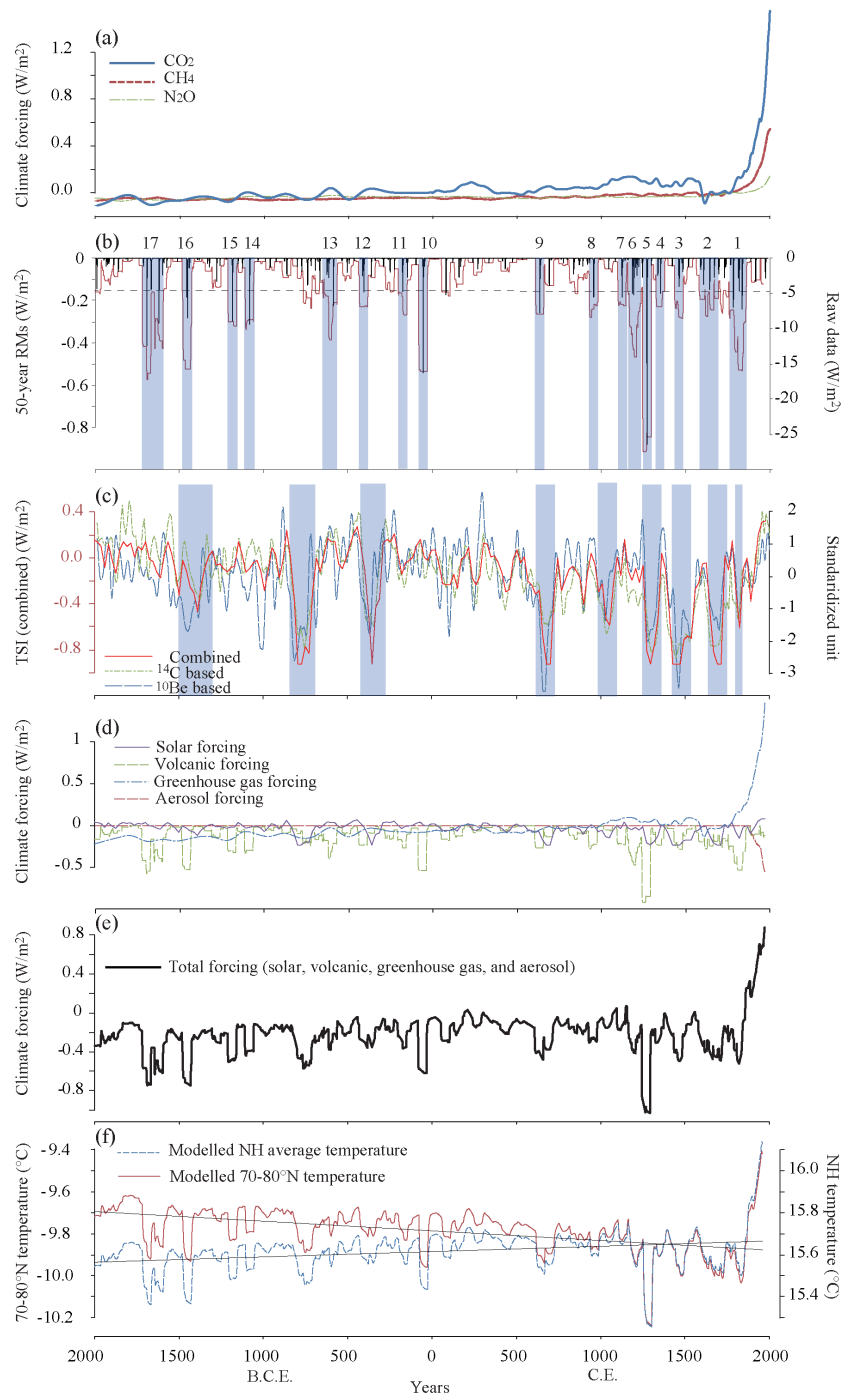 (a)
Climate forcing (W/m2)
1.2
0.8
0.4
0.0
CO2
CH4
N2O
(b)
17 16 15 14 13 12 11 10 9 8 7 6 5 4 3 2 1
50-year RMs (W/m2)
0
-0.2
-0.4
-0.6
-0.8
0
-5
-10
-15
-20
-25
Raw data (W/m2)
(c)
TSI (combined) (W/m2)
0.4
0.0
-0.4
-0.8
2
1
0
-1
-2
-3
Standaridized unit
Combined
14C based
10Be based
(d)
Climate forcing (W/m2)
1
0.5
0
-0.5
Solar forcing
Volcanic forcing
Greenhouse gas forcing
Aerosol forcing
(e)
Climate forcing (W/m2)
0.8
0.4
0
-0.4
-0.8
Total forcing (solar, volcanic, greenhouse gas, and aerosol)
(f)
70-80°N temperature (°C)
-9.4
-9.6
-9.8
-10.0
-10.2
Modelled NH average temperature
Modelled 70-80°N temperature
16.0
15.8
15.6
15.4
NH temperature (°C)
2000 1500 1000 500 0 500 1000 1500 2000
B.C.E. C.E.
Years